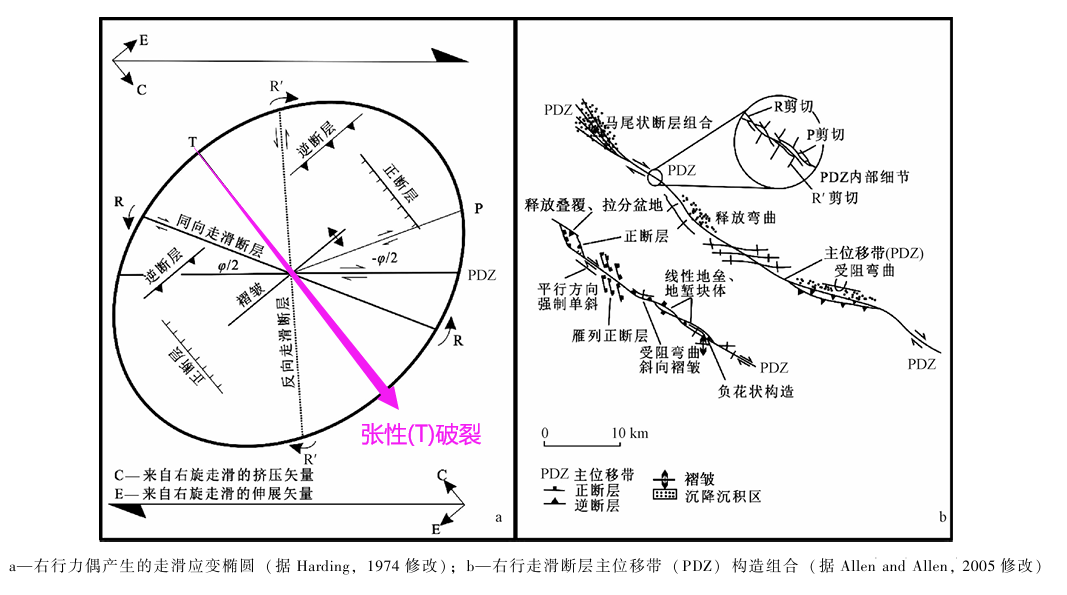 E
C
R′
T
逆断层
正断层
R
P
同向走滑断层
-φ/2
逆断层
φ/2
PDZ
褶皱
反向走滑断层
R
正断层
张性(T)破裂
R′
C—来自右旋走滑的挤压矢量
E—来自右旋走滑的伸展矢量
C
E
a
PDZ
马尾状断层组合
R剪切
P剪切
PDZ
PDZ内部细节
R′剪切
释放叠覆、拉分盆地
释放弯曲
正断层
主位移带(PDZ)
受阻弯曲
线性地垒、
地堑块体
平行方向
强制单斜
雁列正断层
受阻弯曲
斜向褶皱
PDZ
PDZ
负花状构造
0
10 km
PDZ 主位移带
正断层
逆断层
褶皱
沉降沉积区
b
a—右行力偶产生的走滑应变椭圆（据 Harding，1974 修改）；b—右行走滑断层主位移带（PDZ）构造组合（据 Allen and Allen，2005 修改）